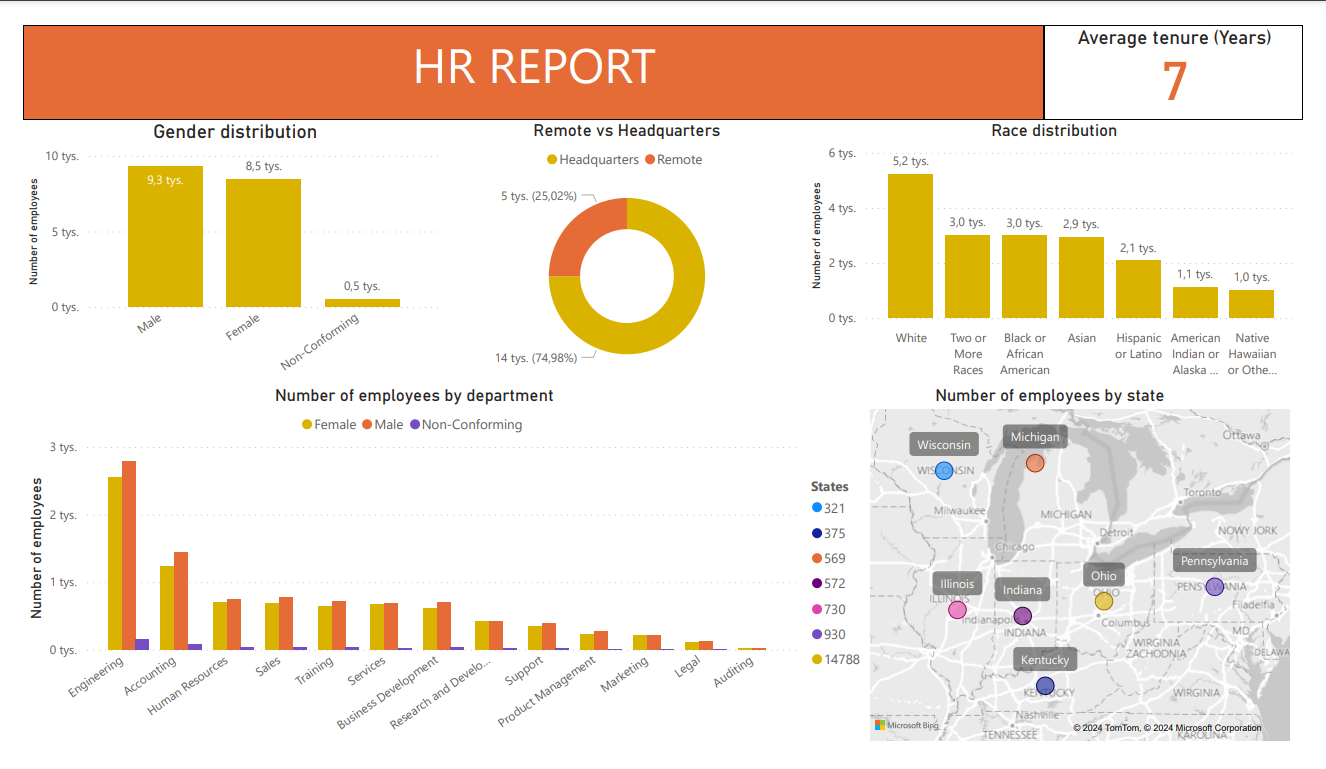 HR REPORT
Average tenure (Years)
7
Gender distribution
Number of employees
10 tys.
5 tys.
0 tys.
9,3 tys.
8,5 tys.
0,5 tys.
Male
Female
Non-Conforming
Remote vs Headquarters
Headquarters
Remote
5 tys. (25,02%)
14 tys. (74,98%)
Race distribution
Number of employees
6 tys.
4 tys.
2 tys.
0 tys.
5,2 tys.
3,0 tys.
3,0 tys.
2,9 tys.
2,1 tys.
1,1 tys.
1,0 tys.
White
Two or
More
Races
Black or
African
American
Asian
Hispanic
or Latino
American
Indian or
Alaska ...
Native
Hawaiian
or Othe...
Number of employees by department
Female
Male
Non-Conforming
Number of employees
3 tys.
2 tys.
1 tys.
0 tys.
Engineering
Accounting
Human Resources
Sales
Training
Services
Business Development
Research and Develo...
Support
Product Management
Marketing
Legal
Auditing
Number of employees by state
States
321
375
569
572
730
930
14788
Wisconsin
Michigan
Illinois
Indiana
Ohio
Pennsylvania
Kentucky
Ottawa
Toronto
Milwaukee
MICHIGAN
Detroit
NOWY JORK
Chicago
ILLINOIS
Indianapo
INDIANA
Columbus
Filadelfia
MD
WIRGINIA
ZACHODNIA
DELAWA
WIRGINIA
Nashville
TENNESSEE
KAROLINA
Microsoft Bing
© 2024 TomTom, © 2024 Microsoft Corporation